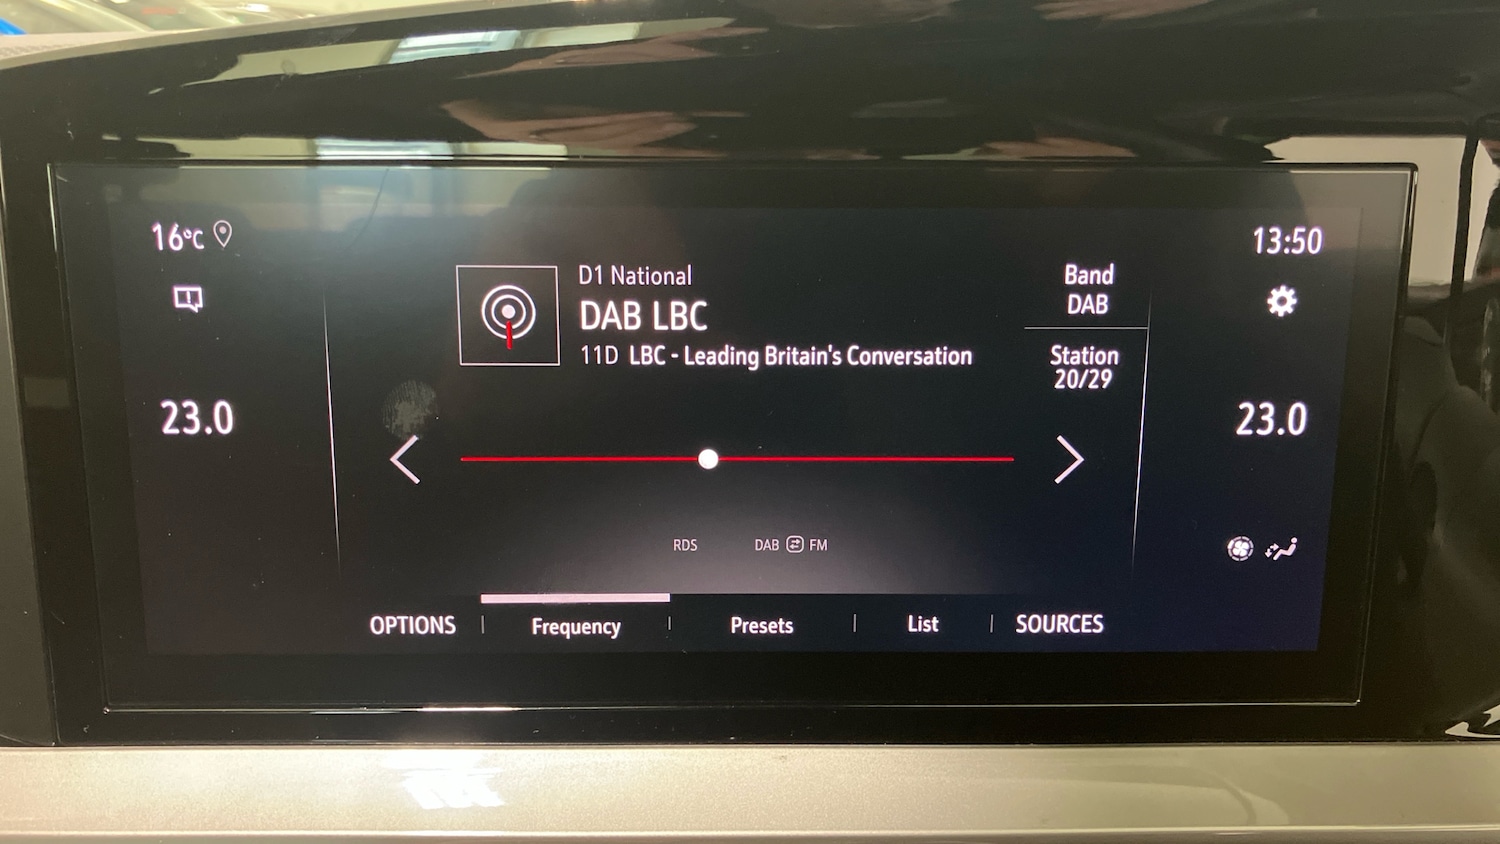 16°C
13:50
D1 National
DAB LBC
11D LBC - Leading Britain's Conversation
Band
DAB
Station
20/29
23.0
23.0
RDS
DAB FM
OPTIONS Frequency Presets List SOURCES